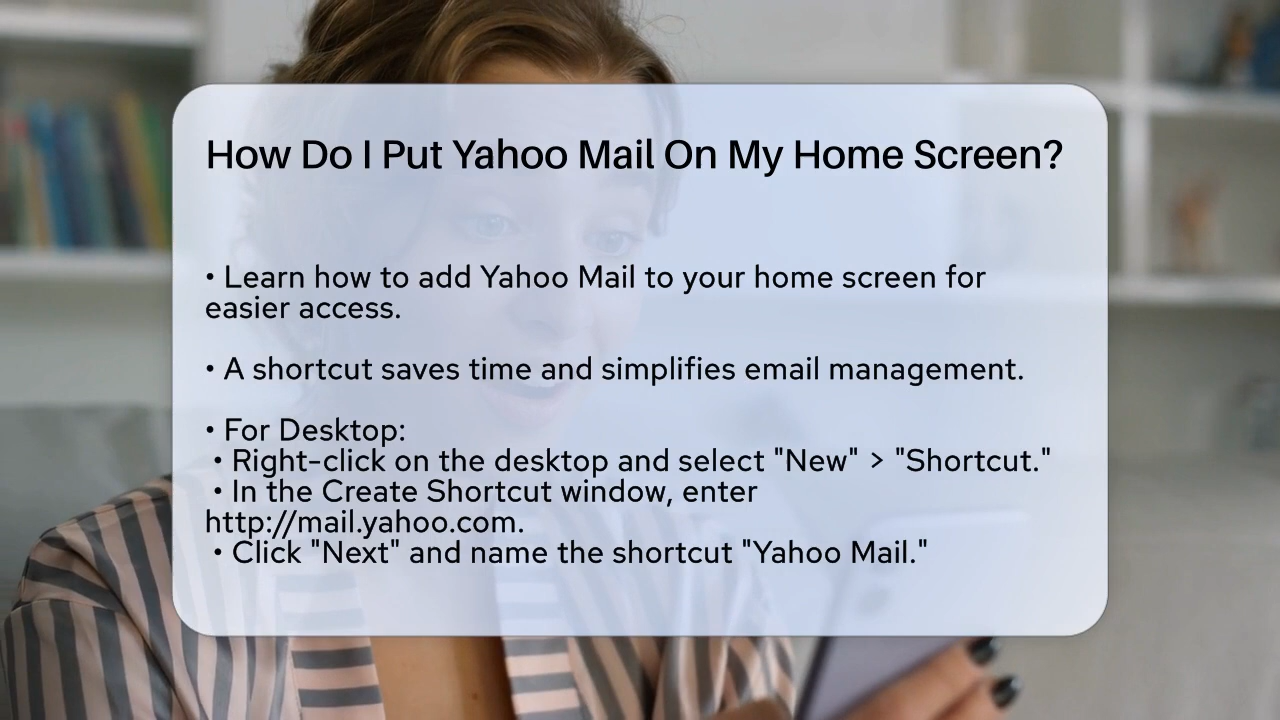 How Do I Put Yahoo Mail On My Home Screen?
• Learn how to add Yahoo Mail to your home screen for
easier access.
• A shortcut saves time and simplifies email management.
• For Desktop:
• Right-click on the desktop and select "New" > "Shortcut."
• In the Create Shortcut window, enter
http://mail.yahoo.com.
• Click "Next" and name the shortcut "Yahoo Mail."